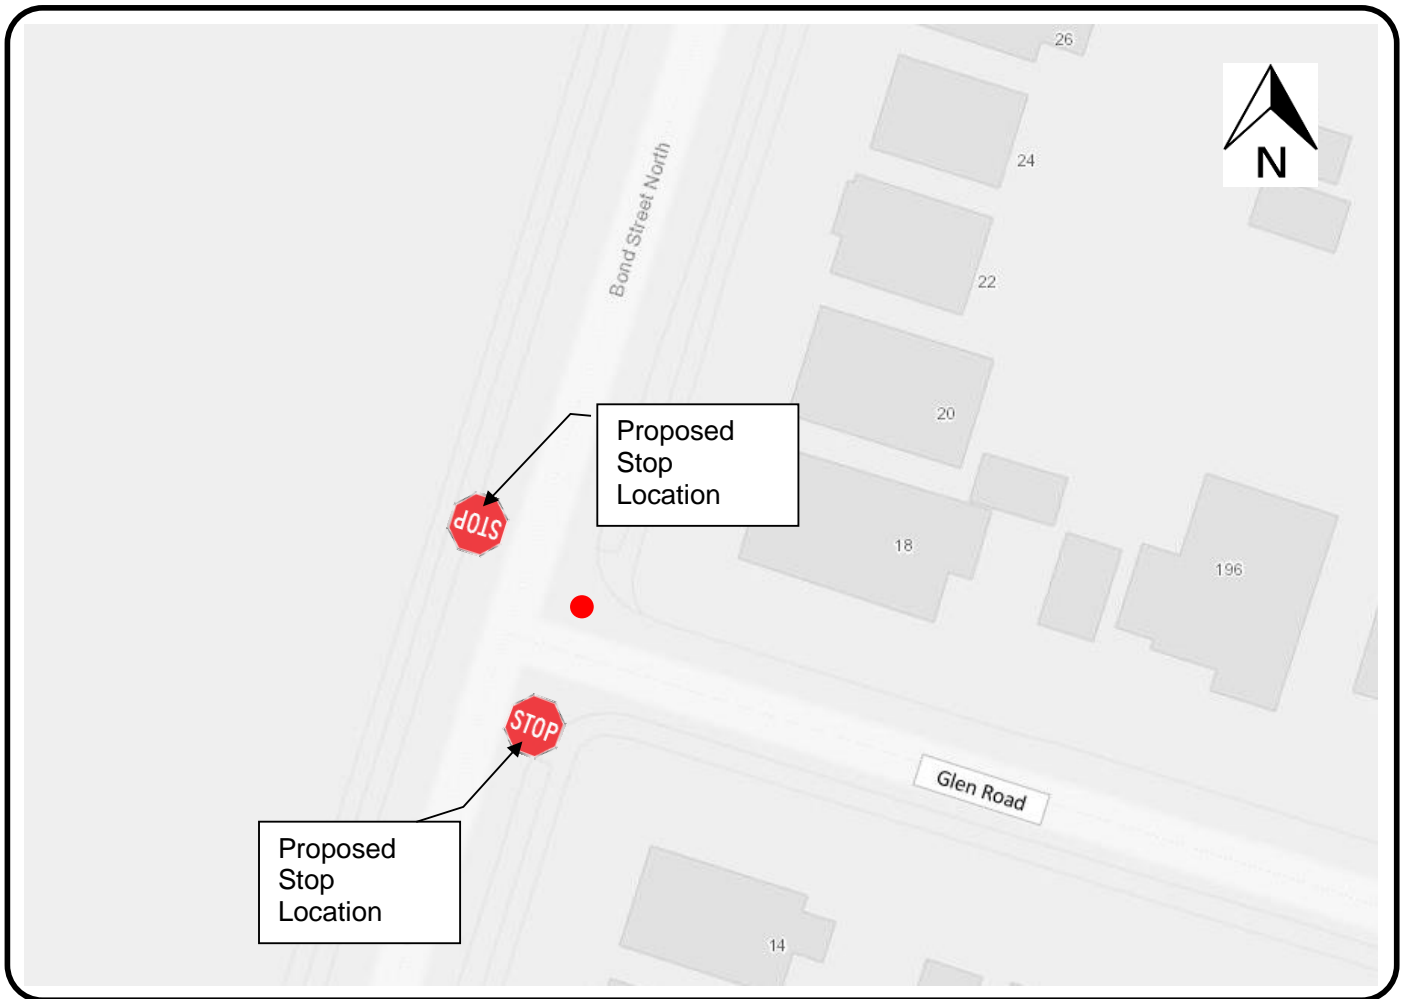 26
N
24
Bond Street North
22
20
Proposed
Stop
Location
STOP
18
196
STOP
Glen Road
Proposed
Stop
Location
14